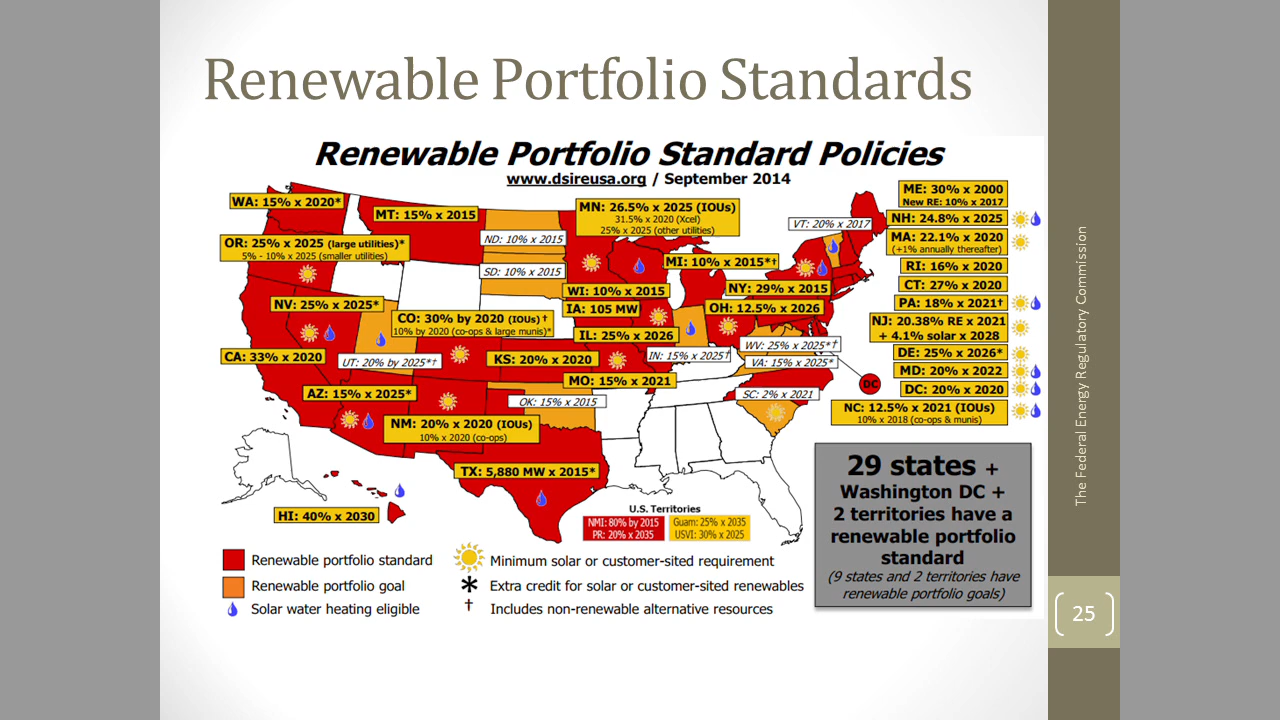 Renewable Portfolio Standards
Renewable Portfolio Standard Policies
www.dsireusa.org / September 2014
WA: 15% x 2020*
MT: 15% x 2015
ND: 10% x 2015
MN: 26.5% x 2025 (IOUs)
31.5% x 2020 (Xcel)
25% x 2025 (other utilities)
VT: 20% x 2017
ME: 30% x 2000
New RE: 10% x 2017
NH: 24.8% x 2025
MA: 22.1% x 2020
(+1% annually thereafter)
RI: 16% x 2020
CT: 27% x 2020
PA: 18% x 2021†
NJ: 20.38% RE x 2021
+ 4.1% solar x 2028
DE: 25% x 2026*
MD: 20% x 2022
DC: 20% x 2020
NC: 12.5% x 2021 (IOUs)
10% x 2018 (co-ops & munis)
OR: 25% x 2025 (large utilities)*
5% - 10% x 2025 (smaller utilities)
SD: 10% x 2015
MI: 10% x 2015*†
WI: 10% x 2015
NY: 29% x 2015
NV: 25% x 2025*
CO: 30% by 2020 (IOUs) †
10% by 2020 (co-ops & large munis)*
IA: 105 MW
OH: 12.5% x 2026
IL: 25% x 2026
CA: 33% x 2020
UT: 20% by 2025*†
KS: 20% x 2020
IN: 15% x 2025†
WV: 25% x 2025*†
VA: 15% x 2025*
MO: 15% x 2021
DC
AZ: 15% x 2025*
OK: 15% x 2015
SC: 2% x 2021
NM: 20% x 2020 (IOUs)
10% x 2020 (co-ops)
TX: 5,880 MW x 2015*
HI: 40% x 2030
U.S. Territories
NMI: 80% by 2015
PR: 20% x 2035
Guam: 25% x 2035
USVI: 30% x 2025
29 states +
Washington DC +
2 territories have a
renewable portfolio
standard
(9 states and 2 territories have
renewable portfolio goals)
Renewable portfolio standard
Renewable portfolio goal
Solar water heating eligible
Minimum solar or customer-sited requirement
* Extra credit for solar or customer-sited renewables
† Includes non-renewable alternative resources
The Federal Energy Regulatory Commission
25